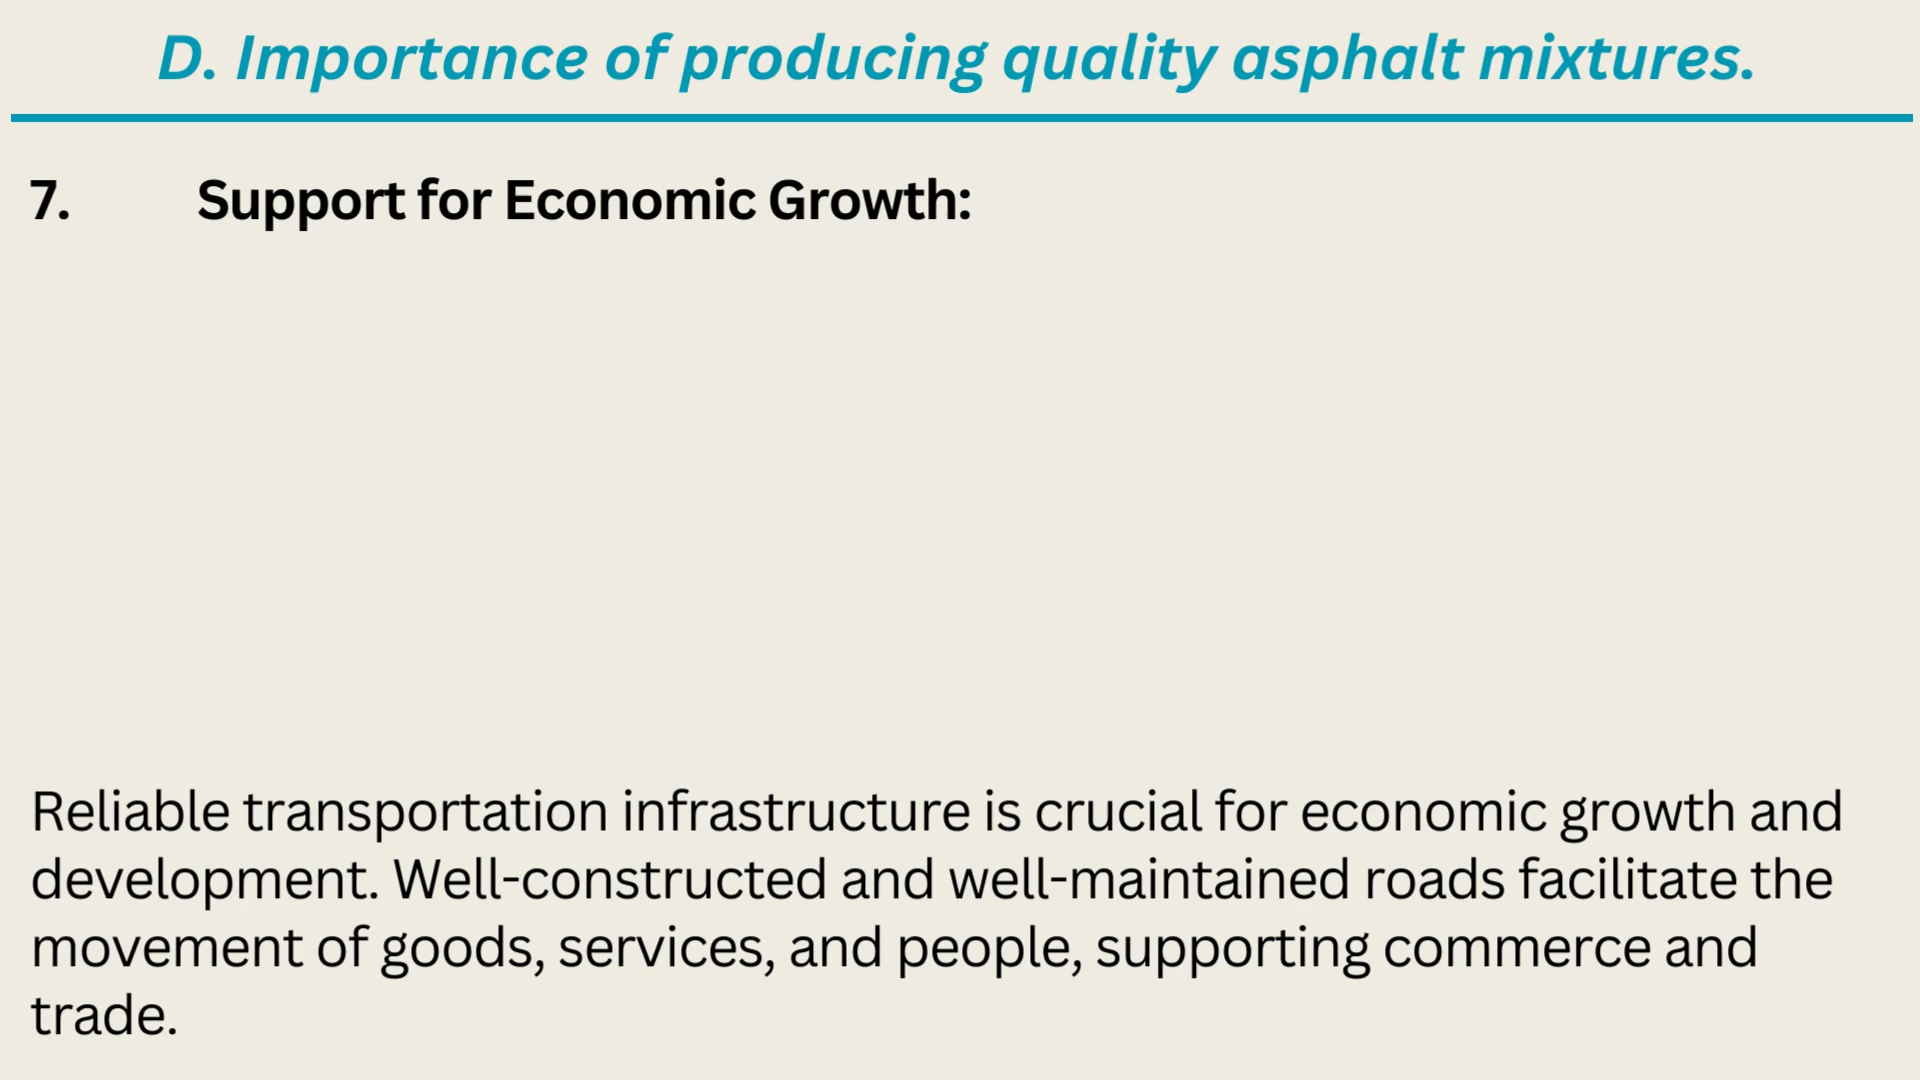 D. Importance of producing quality asphalt mixtures.
7. Support for Economic Growth:
Reliable transportation infrastructure is crucial for economic growth and
development. Well-constructed and well-maintained roads facilitate the
movement of goods, services, and people, supporting commerce and
trade.